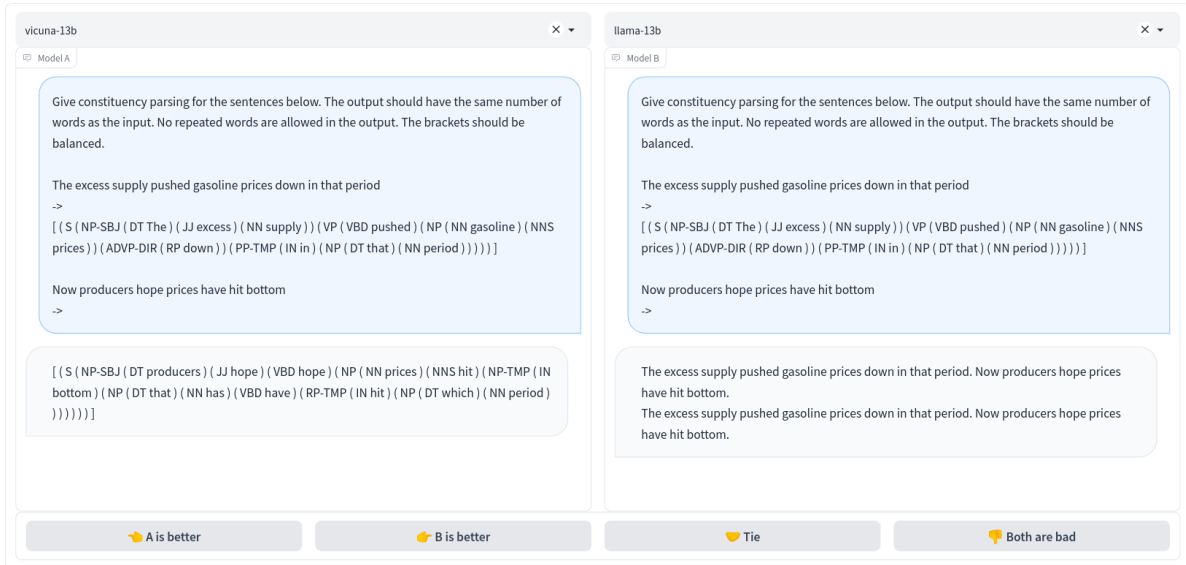 vicuna-13b
Model A
Give constituency parsing for the sentences below. The output should have the same number of
words as the input. No repeated words are allowed in the output. The brackets should be
balanced.
The excess supply pushed gasoline prices down in that period
->
[ ( S ( NP-SBJ ( DT The ) ( JJ excess ) ( NN supply ) ) ( VP ( VBD pushed ) ( NP ( NN gasoline ) ( NNS
prices ) ) ( ADVP-DIR ( RP down ) ) ( PP-TMP ( IN in ) ( NP ( DT that ) ( NN period ) ) ) ) ) ]
Now producers hope prices have hit bottom
->
[ ( S ( NP-SBJ ( DT producers ) ( JJ hope ) ( VBD hope ) ( NP ( NN prices ) ( NNS hit ) ( NP-TMP ( IN
bottom ) ( NP ( DT that ) ( NN has ) ( VBD have ) ( RP-TMP ( IN hit ) ( NP ( DT which ) ( NN period )
) ) ) ) ) ) ]
llama-13b
Model B
Give constituency parsing for the sentences below. The output should have the same number of
words as the input. No repeated words are allowed in the output. The brackets should be
balanced.
The excess supply pushed gasoline prices down in that period
->
[ ( S ( NP-SBJ ( DT The ) ( JJ excess ) ( NN supply ) ) ( VP ( VBD pushed ) ( NP ( NN gasoline ) ( NNS
prices ) ) ( ADVP-DIR ( RP down ) ) ( PP-TMP ( IN in ) ( NP ( DT that ) ( NN period ) ) ) ) ) ]
Now producers hope prices have hit bottom
->
The excess supply pushed gasoline prices down in that period. Now producers hope prices
have hit bottom.
The excess supply pushed gasoline prices down in that period. Now producers hope prices
have hit bottom.
👈 A is better
👉 B is better
🤝 Tie
👎 Both are bad